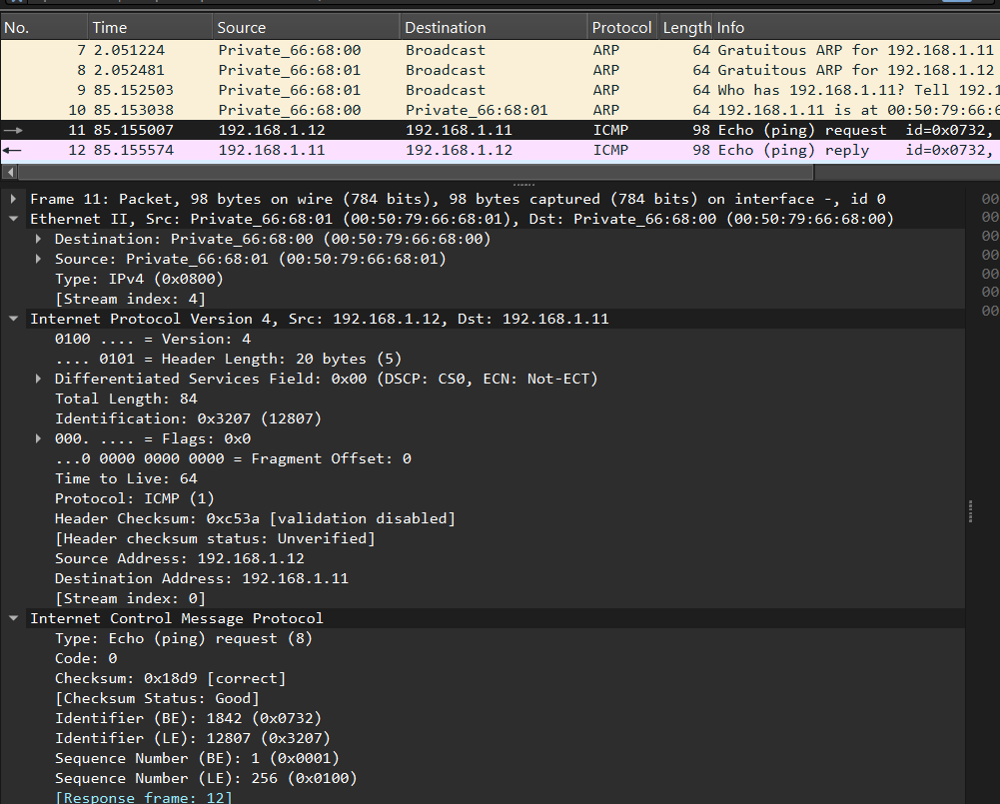 No. Time Source Destination Protocol Length Info
7 2.051224 Private_66:68:00 Broadcast ARP 64 Gratuitous ARP for 192.168.1.11
8 2.052481 Private_66:68:01 Broadcast ARP 64 Gratuitous ARP for 192.168.1.12
9 85.152503 Private_66:68:01 Broadcast ARP 64 Who has 192.168.1.11? Tell 192.1
10 85.153038 Private_66:68:00 Private_66:68:01 ARP 64 192.168.1.11 is at 00:50:79:66:6
11 85.155007 192.168.1.12 192.168.1.11 ICMP 98 Echo (ping) request id=0x0732,
12 85.155574 192.168.1.11 192.168.1.12 ICMP 98 Echo (ping) reply id=0x0732,
Frame 11: Packet, 98 bytes on wire (784 bits), 98 bytes captured (784 bits) on interface -, id 0
Ethernet II, Src: Private_66:68:01 (00:50:79:66:68:01), Dst: Private_66:68:00 (00:50:79:66:68:00)
Destination: Private_66:68:00 (00:50:79:66:68:00)
Source: Private_66:68:01 (00:50:79:66:68:01)
Type: IPv4 (0x0800)
[Stream index: 4]
Internet Protocol Version 4, Src: 192.168.1.12, Dst: 192.168.1.11
0100 .... = Version: 4
.... 0101 = Header Length: 20 bytes (5)
Differentiated Services Field: 0x00 (DSCP: CS0, ECN: Not-ECT)
Total Length: 84
Identification: 0x3207 (12807)
000. .... = Flags: 0x0
...0 0000 0000 0000 = Fragment Offset: 0
Time to Live: 64
Protocol: ICMP (1)
Header Checksum: 0xc53a [validation disabled]
[Header checksum status: Unverified]
Source Address: 192.168.1.12
Destination Address: 192.168.1.11
[Stream index: 0]
Internet Control Message Protocol
Type: Echo (ping) request (8)
Code: 0
Checksum: 0x18d9 [correct]
[Checksum Status: Good]
Identifier (BE): 1842 (0x0732)
Identifier (LE): 12807 (0x3207)
Sequence Number (BE): 1 (0x0001)
Sequence Number (LE): 256 (0x0100)
[Response frame: 12]
00
00
00
00
00
00
00